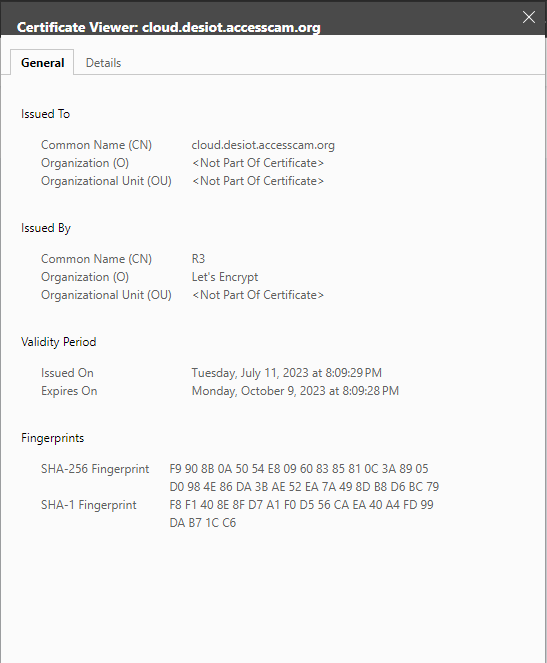 Certificate Viewer: cloud.desiot.accesscam.org
General Details
Issued To
Common Name (CN) cloud.desiot.accesscam.org
Organization (O) <Not Part Of Certificate>
Organizational Unit (OU) <Not Part Of Certificate>
Issued By
Common Name (CN) R3
Organization (O) Let's Encrypt
Organizational Unit (OU) <Not Part Of Certificate>
Validity Period
Issued On Tuesday, July 11, 2023 at 8:09:29 PM
Expires On Monday, October 9, 2023 at 8:09:28 PM
Fingerprints
SHA-256 Fingerprint F9 90 8B 0A 50 54 E8 09 60 83 85 81 0C 3A 89 05
D0 98 4E 86 DA 3B AE 52 EA 7A 49 8D B8 D6 BC 79
SHA-1 Fingerprint F8 F1 40 8E 8F D7 A1 F0 D5 56 CA EA 40 A4 FD 99
DA B7 1C C6